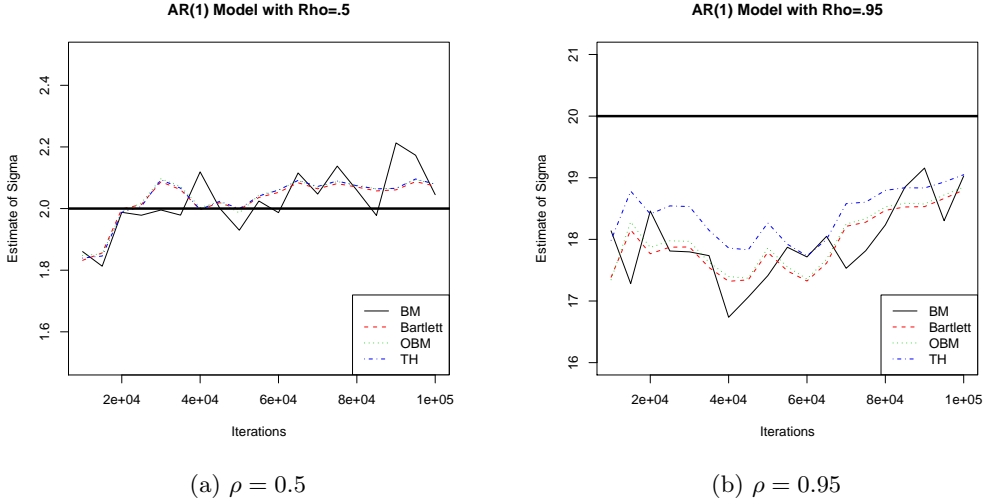 AR(1) Model with Rho=.5
Estimate of Sigma
2.4
2.2
2.0
1.8
1.6
BM
Bartlett
OBM
TH
2e+04 4e+04 6e+04 8e+04 1e+05
Iterations
(a) ρ = 0.5
AR(1) Model with Rho=.95
Estimate of Sigma
21
20
19
18
17
16
BM
Bartlett
OBM
TH
2e+04 4e+04 6e+04 8e+04 1e+05
Iterations
(b) ρ = 0.95